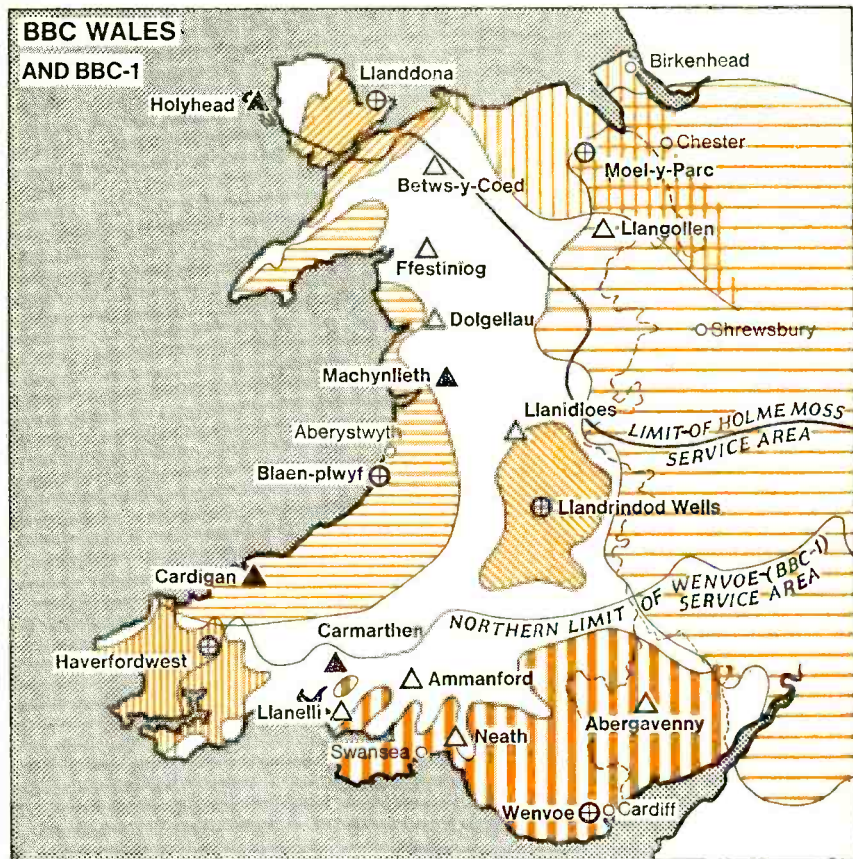 BBC WALES
AND BBC-1
Birkenhead
Llanddona
Holyhead
Chester
Moel-y-Parc
Betws-y-Coed
Llangollen
Ffestiniog
Dolgellau
Shrewsbury
Machynlleth
Llanidloes
Aberystwyth
LIMIT OF HOLME MOSS
SERVICE AREA
Blaen-plwyf
Llandrindod Wells
Cardigan
NORTHERN LIMIT OF WENVOE (BBC-1)
SERVICE AREA
Carmarthen
Haverfordwest
Ammanford
Llanelli
Abergavenny
Swansea
Neath
Wenvoe
Cardiff